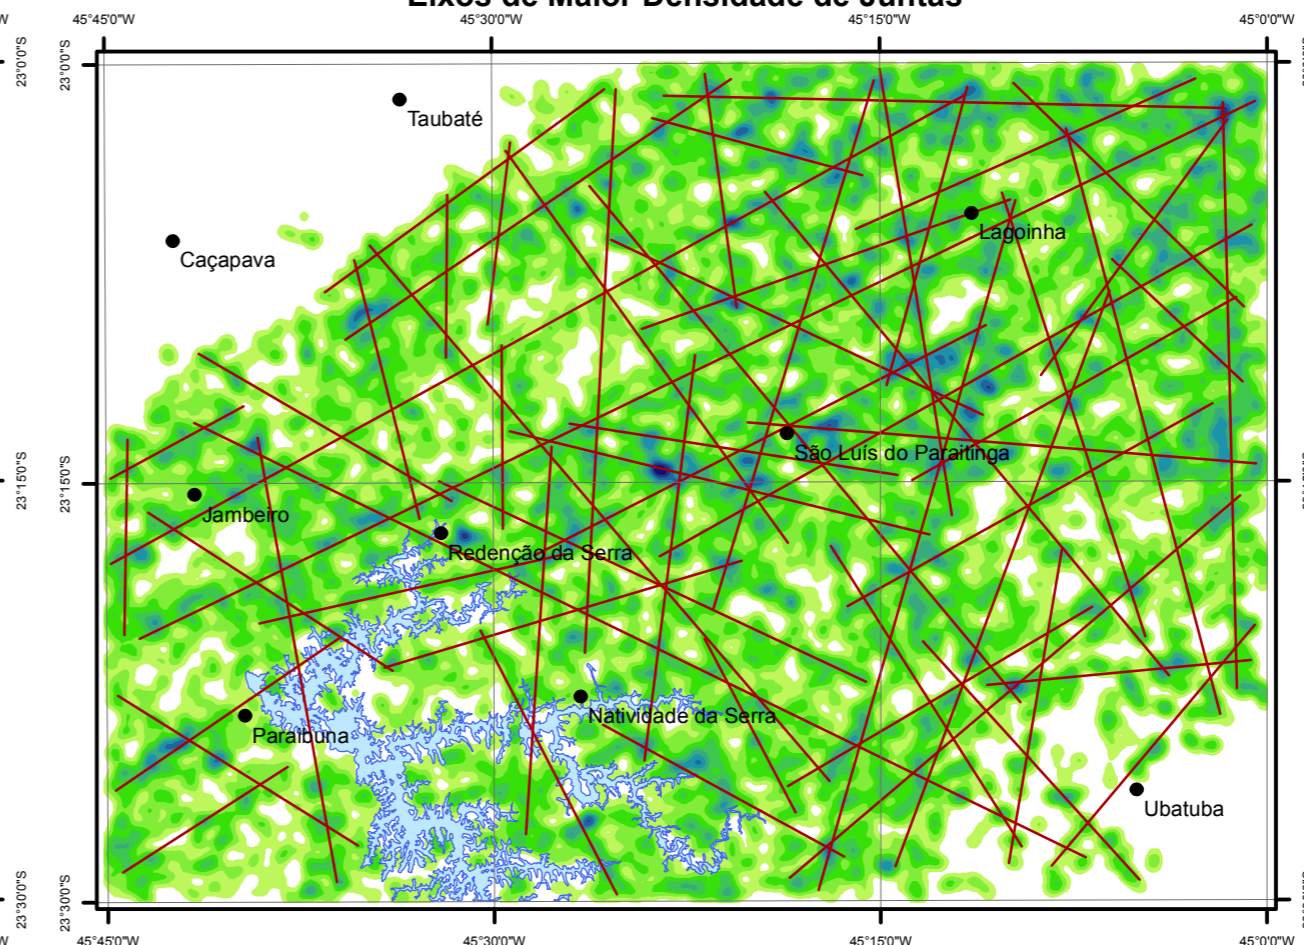 Eixos de Maior Densidade de Juntas
45°45'0"W
45°30'0"W
45°15'0"W
45°0'0"W
23°0'0"S
Taubaté
Caçapava
Lagoinha
São Luís do Paraitinga
23°15'0"S
Jambeiro
Redenção da Serra
Natividade da Serra
Paraibuna
Ubatuba
23°30'0"S
45°45'0"W
45°30'0"W
45°15'0"W
45°0'0"W